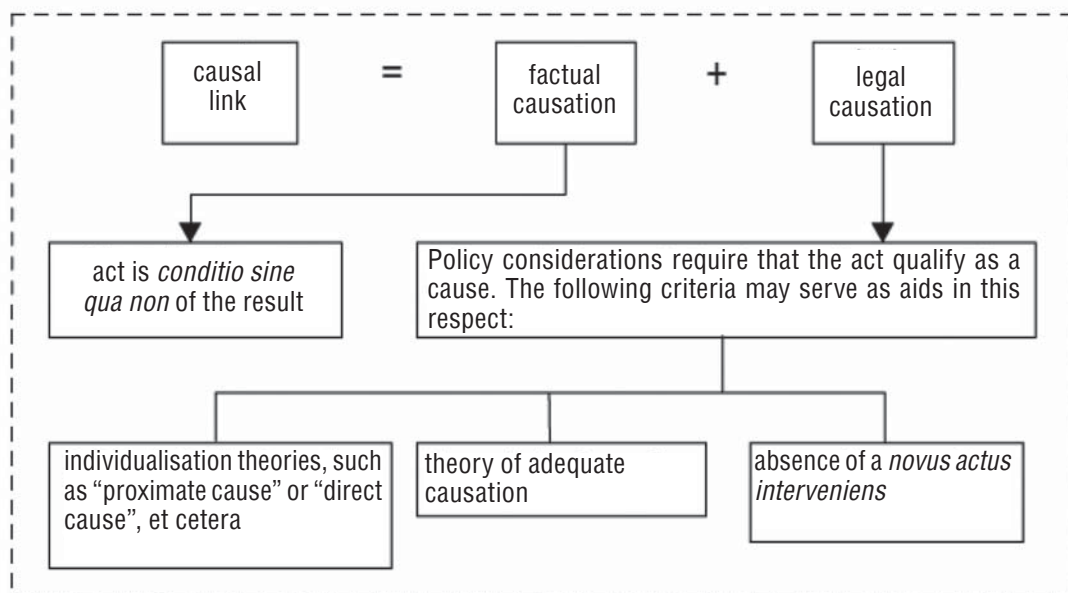 causal
link
=
factual
causation
+
legal
causation
act is conditio sine
qua non of the result
Policy considerations require that the act qualify as a
cause. The following criteria may serve as aids in this
respect:
individualisation theories, such
as “proximate cause” or “direct
cause”, et cetera
theory of adequate
causation
absence of a novus actus
interveniens